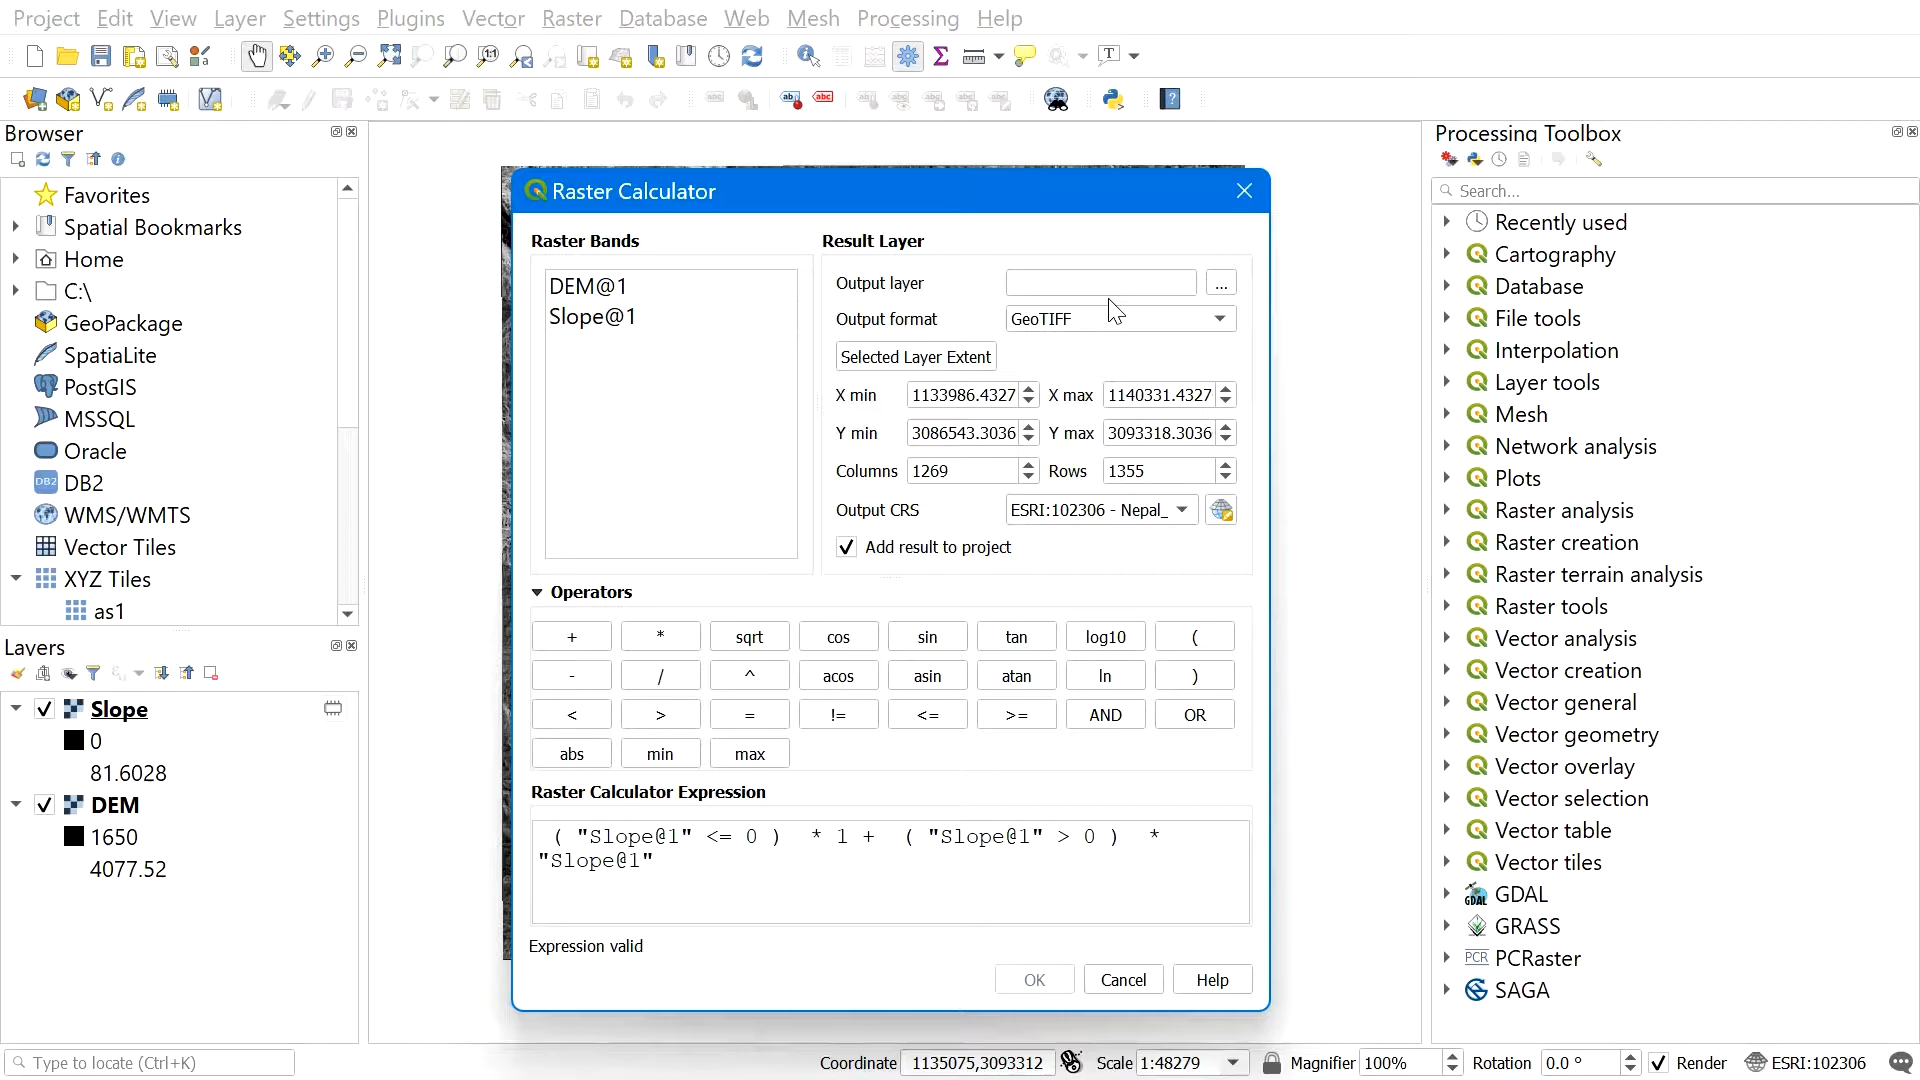 Project Edit View Layer Settings Plugins Vector Raster Database Web Mesh Processing Help
Browser
Favorites
Spatial Bookmarks
Home
C:\
GeoPackage
SpatiaLite
PostGIS
MSSQL
Oracle
DB2
WMS/WMTS
Vector Tiles
XYZ Tiles
as1
Layers
Slope
0
81.6028
DEM
1650
4077.52
Raster Calculator
Raster Bands
DEM@1
Slope@1
Result Layer
Output layer ...
Output format GeoTIFF
Selected Layer Extent
X min 1133986.4327 X max 1140331.4327
Y min 3086543.3036 Y max 3093318.3036
Columns 1269 Rows 1355
Output CRS ESRI:102306 - Nepal_
Add result to project
Operators
+ * sqrt cos sin tan log10 (
- / ^ acos asin atan ln )
< > = != <= >= AND OR
abs min max
Raster Calculator Expression
( "Slope@1" <= 0 ) * 1 + ( "Slope@1" > 0 ) *
"Slope@1"
Expression valid
OK Cancel Help
Processing Toolbox
Search...
Recently used
Cartography
Database
File tools
Interpolation
Layer tools
Mesh
Network analysis
Plots
Raster analysis
Raster creation
Raster terrain analysis
Raster tools
Vector analysis
Vector creation
Vector general
Vector geometry
Vector overlay
Vector selection
Vector table
Vector tiles
GDAL
GRASS
PCRaster
SAGA
Type to locate (Ctrl+K) Coordinate 1135075,3093312 Scale 1:48279 Magnifier 100% Rotation 0.0 ° Render ESRI:102306